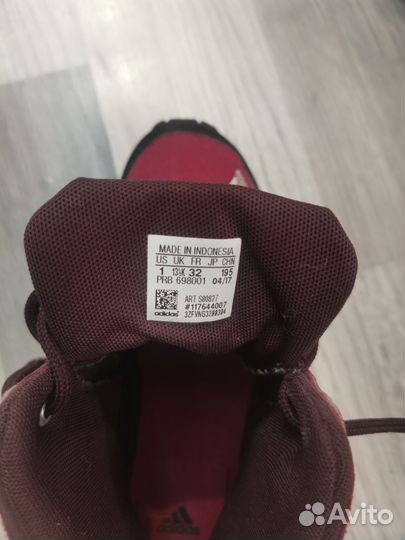 MADE IN INDONESIA
US UK FR JP CHN
1 13½K 32 195
PRB 698001 04/17
ART S80827
#117644007
adidas
adidas
Avito